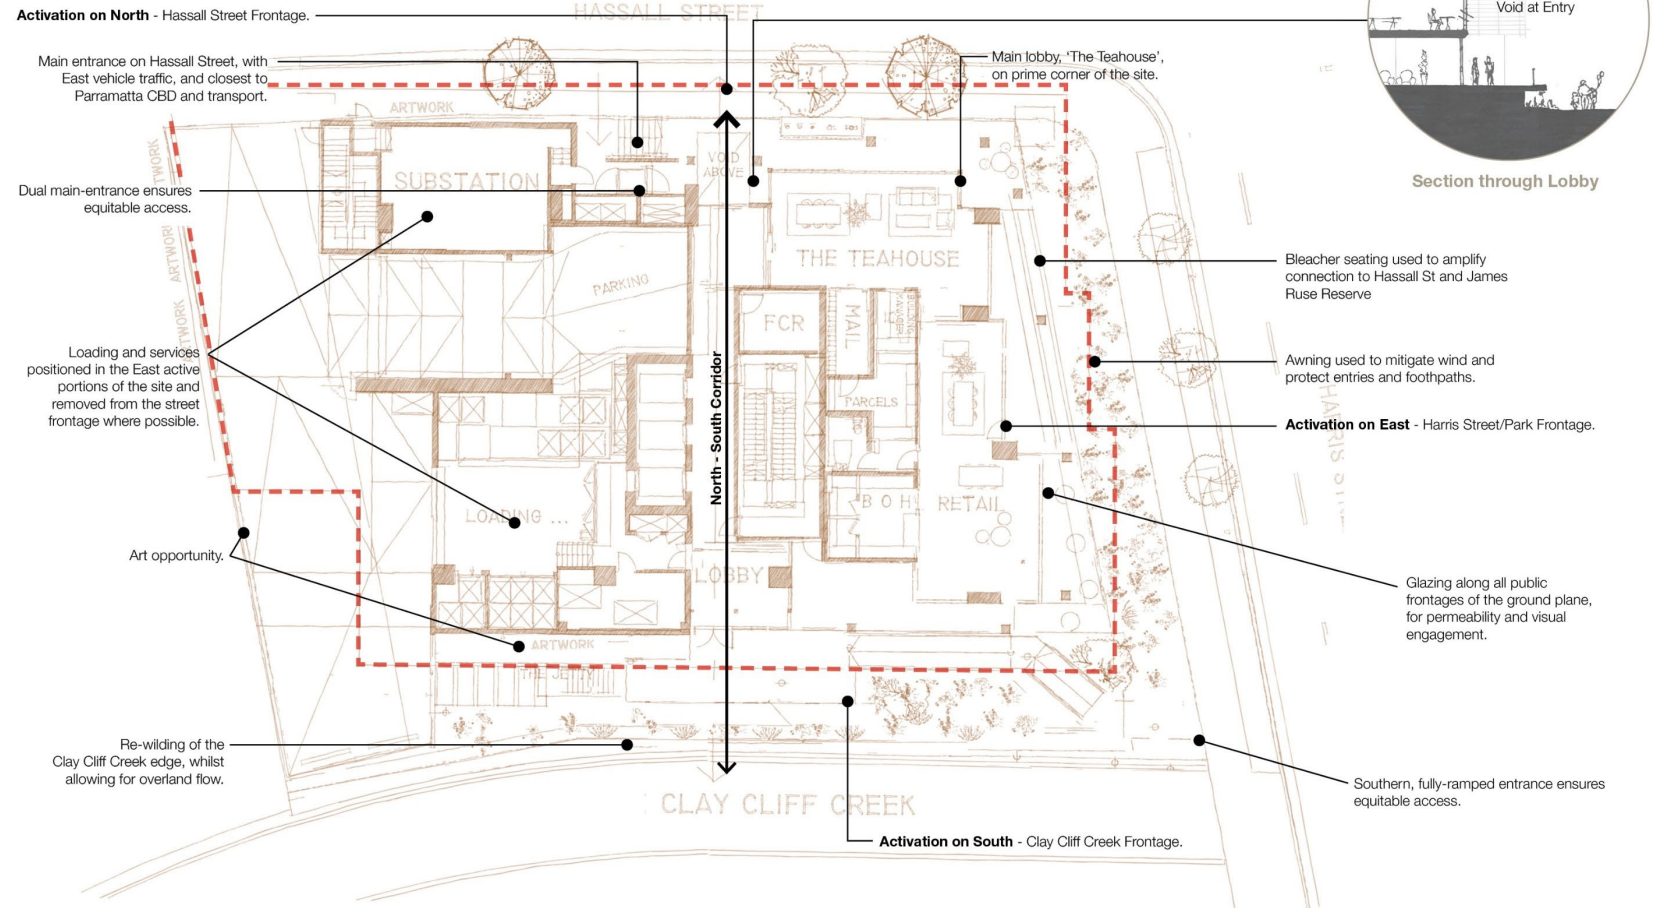 HASSALL STREET
Activation on North - Hassall Street Frontage.
Void at Entry
Main entrance on Hassall Street, with
East vehicle traffic, and closest to
Parramatta CBD and transport.
Main lobby, ‘The Teahouse’,
on prime corner of the site.
ARTWORK
Section through Lobby
ARTWORK
ARTWORK
ARTWORK
VOID
ABOVE
SUBSTATION
Dual main-entrance ensures
equitable access.
THE TEAHOUSE
Bleacher seating used to amplify
connection to Hassall St and James
Ruse Reserve
PARKING
FCR
MAIL
Loading and services
positioned in the East active
portions of the site and
removed from the street
frontage where possible.
North - South Corridor
Awning used to mitigate wind and
protect entries and footpaths.
PARCELS
Activation on East - Harris Street/Park Frontage.
HARRIS
BOH
RETAIL
LOADING ...
Art opportunity.
LOBBY
Glazing along all public
frontages of the ground plane,
for permeability and visual
engagement.
ARTWORK
THE JETTY
Re-wilding of the
Clay Cliff Creek edge, whilst
allowing for overland flow.
CLAY CLIFF CREEK
Southern, fully-ramped entrance ensures
equitable access.
Activation on South - Clay Cliff Creek Frontage.